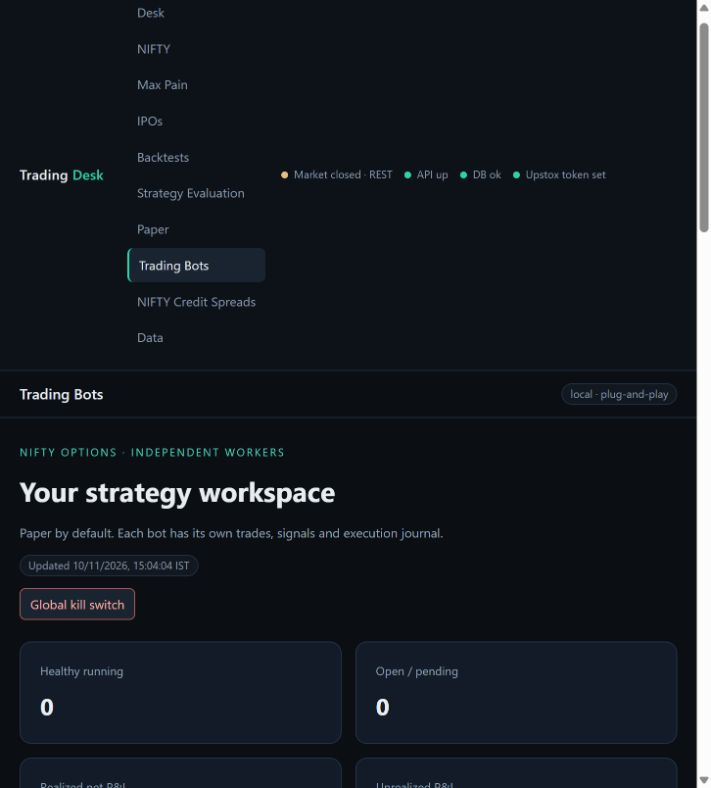 Desk
NIFTY
Max Pain
IPOs
Backtests
Trading Desk
Market closed · REST
API up
DB ok
Upstox token set
Strategy Evaluation
Paper
Trading Bots
NIFTY Credit Spreads
Data
Trading Bots
local · plug-and-play
NIFTY OPTIONS · INDEPENDENT WORKERS
Your strategy workspace
Paper by default. Each bot has its own trades, signals and execution journal.
Updated 10/11/2026, 15:04:04 IST
Global kill switch
Healthy running
0
Open / pending
0
Realized net P&L
Unrealized P&L